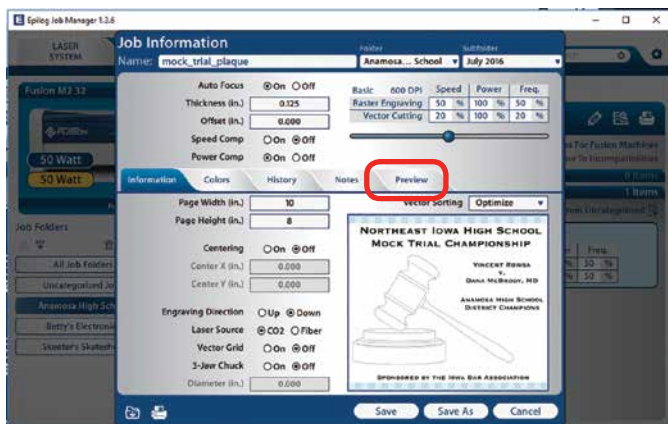 Epilog Job Manager 1.2.6
LASER
SYSTEM
Job Information
Name: mock_trial_plaque
Folder
Anamosa... School
Subfolder
July 2016
Fusion M2 32
50 Watt
50 Watt
Auto Focus On Off
Thickness (in.) 0.125
Offset (in.) 0.000
Speed Comp On Off
Power Comp On Off
Basic 600 DPI Speed Power Freq.
Raster Engraving 50 % 100 % 50 %
Vector Cutting 20 % 100 % 20 %
For Fusion Machines
0 Items
1 Items
Information Colors History Notes Preview
Page Width (in.) 10
Page Height (in.) 8
Centering On Off
Center X (in.) 0.000
Center Y (in.) 0.000
Engraving Direction Up Down
Laser Source CO2 Fiber
Vector Grid On Off
3-Jaw Chuck On Off
Diameter (in.) 0.000
Vector Sorting Optimize
Northeast Iowa High School
Mock Trial Championship
Vincent
v.
Dana McBrody, MD
Anamosa High School
District Champions
Sponsored by the Iowa Bar Association
Job Folders
All Job Folders
Uncategorized Jo
Anamosa High Sch
Betty's Electroni
Skooter's Skatesh
Freq.
% 50 %
% 50 %
Save Save As Cancel